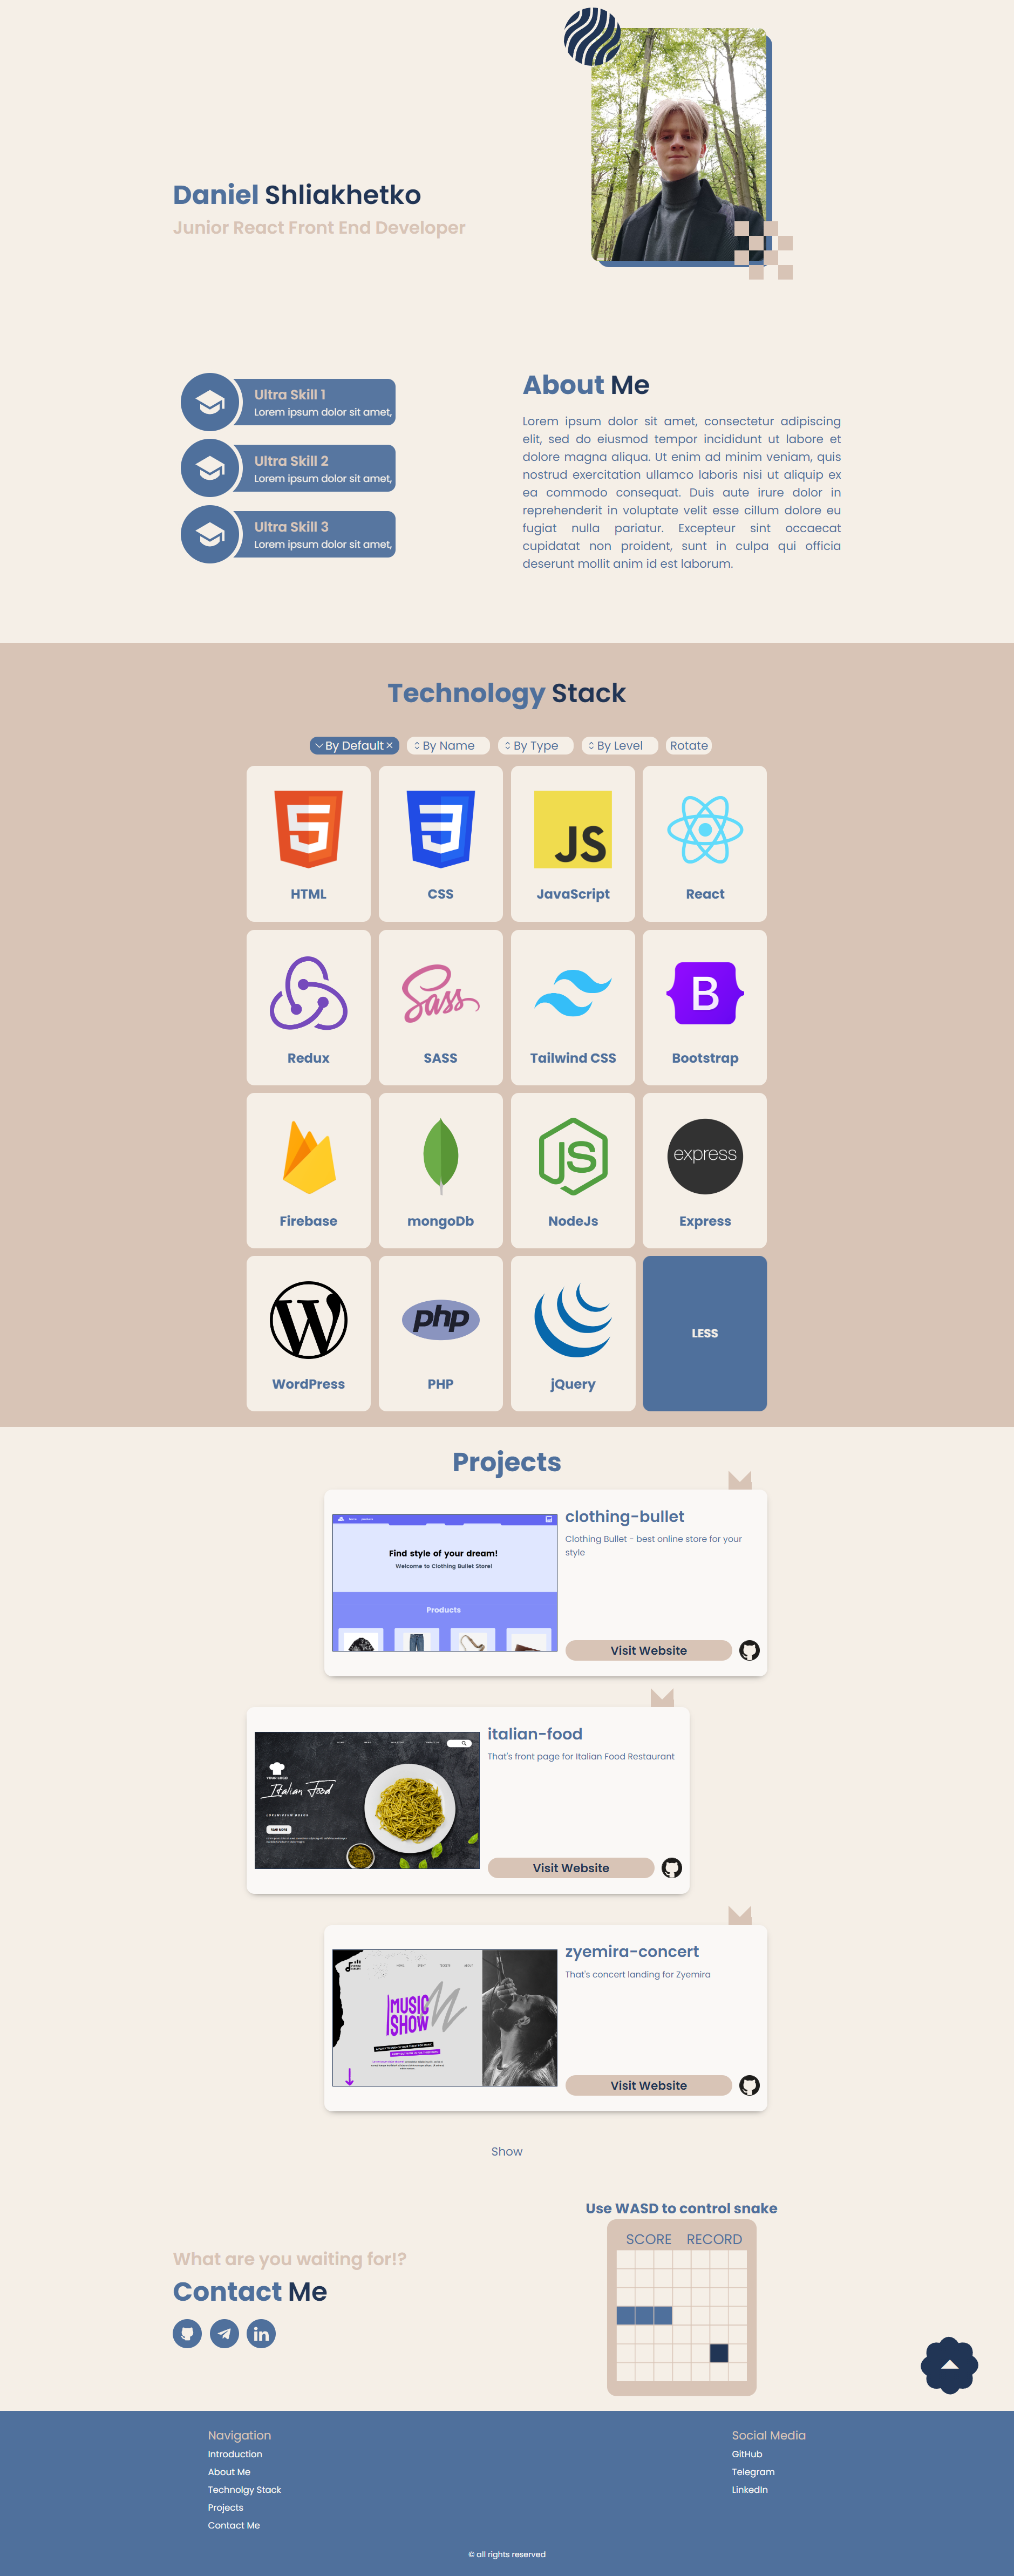 Daniel Shliakhetko
Junior React Front End Developer
Ultra Skill 1
Lorem ipsum dolor sit amet,
Ultra Skill 2
Lorem ipsum dolor sit amet,
Ultra Skill 3
Lorem ipsum dolor sit amet,
About Me
Lorem ipsum dolor sit amet, consectetur adipiscing
elit, sed do eiusmod tempor incididunt ut labore et
dolore magna aliqua. Ut enim ad minim veniam, quis
nostrud exercitation ullamco laboris nisi ut aliquip ex
ea commodo consequat. Duis aute irure dolor in
reprehenderit in voluptate velit esse cillum dolore eu
fugiat nulla pariatur. Excepteur sint occaecat
cupidatat non proident, sunt in culpa qui officia
deserunt mollit anim id est laborum.
Technology Stack
By Default By Name By Type By Level Rotate
JS
HTML CSS JavaScript React
Sass
B
Redux SASS Tailwind CSS Bootstrap
JS
express
Firebase mongoDb NodeJs Express
W
php
LESS
WordPress PHP jQuery
Projects
Find style of your dream!
Welcome to Clothing Bullet Store!
Products
clothing-bullet
Clothing Bullet - best online store for your
style
Visit Website
YOUR LOGO
Italian Food
italian-food
That's front page for Italian Food Restaurant
Visit Website
MUSIC
SHOW
zyemira-concert
That's concert landing for Zyemira
Visit Website
Show
What are you waiting for!?
Contact Me
in
Use WASD to control snake
SCORE RECORD
Navigation
Introduction
About Me
Technolgy Stack
Projects
Contact Me
Social Media
GitHub
Telegram
LinkedIn
© all rights reserved